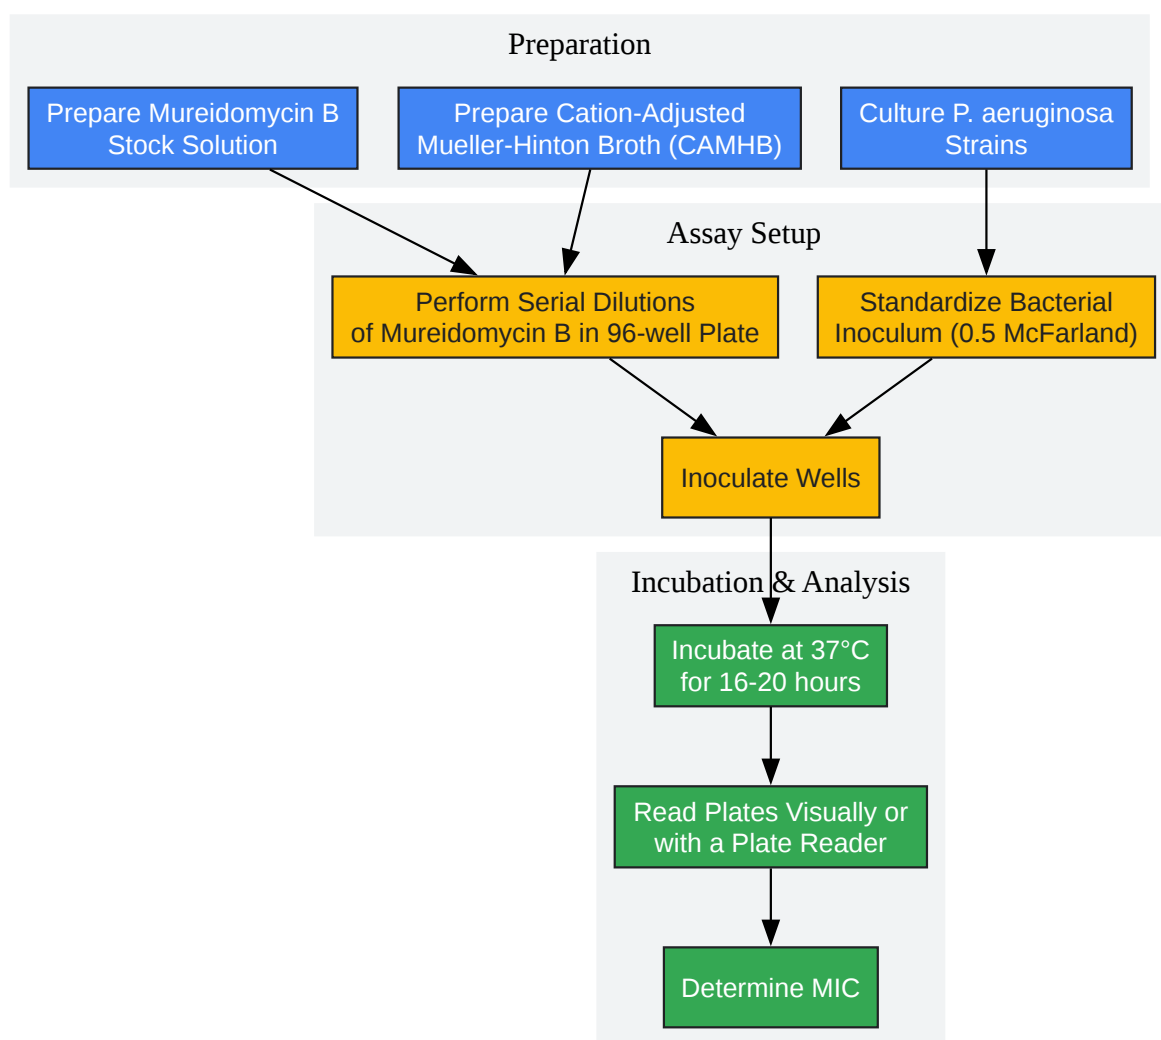 Preparation
Prepare Mureidomycin B
Stock Solution
Prepare Cation-Adjusted
Mueller-Hinton Broth (CAMHB)
Culture P. aeruginosa
Strains
Assay Setup
Perform Serial Dilutions
of Mureidomycin B in 96-well Plate
Standardize Bacterial
Inoculum (0.5 McFarland)
Inoculate Wells
Incubation & Analysis
Incubate at 37°C
for 16-20 hours
Read Plates Visually or
with a Plate Reader
Determine MIC